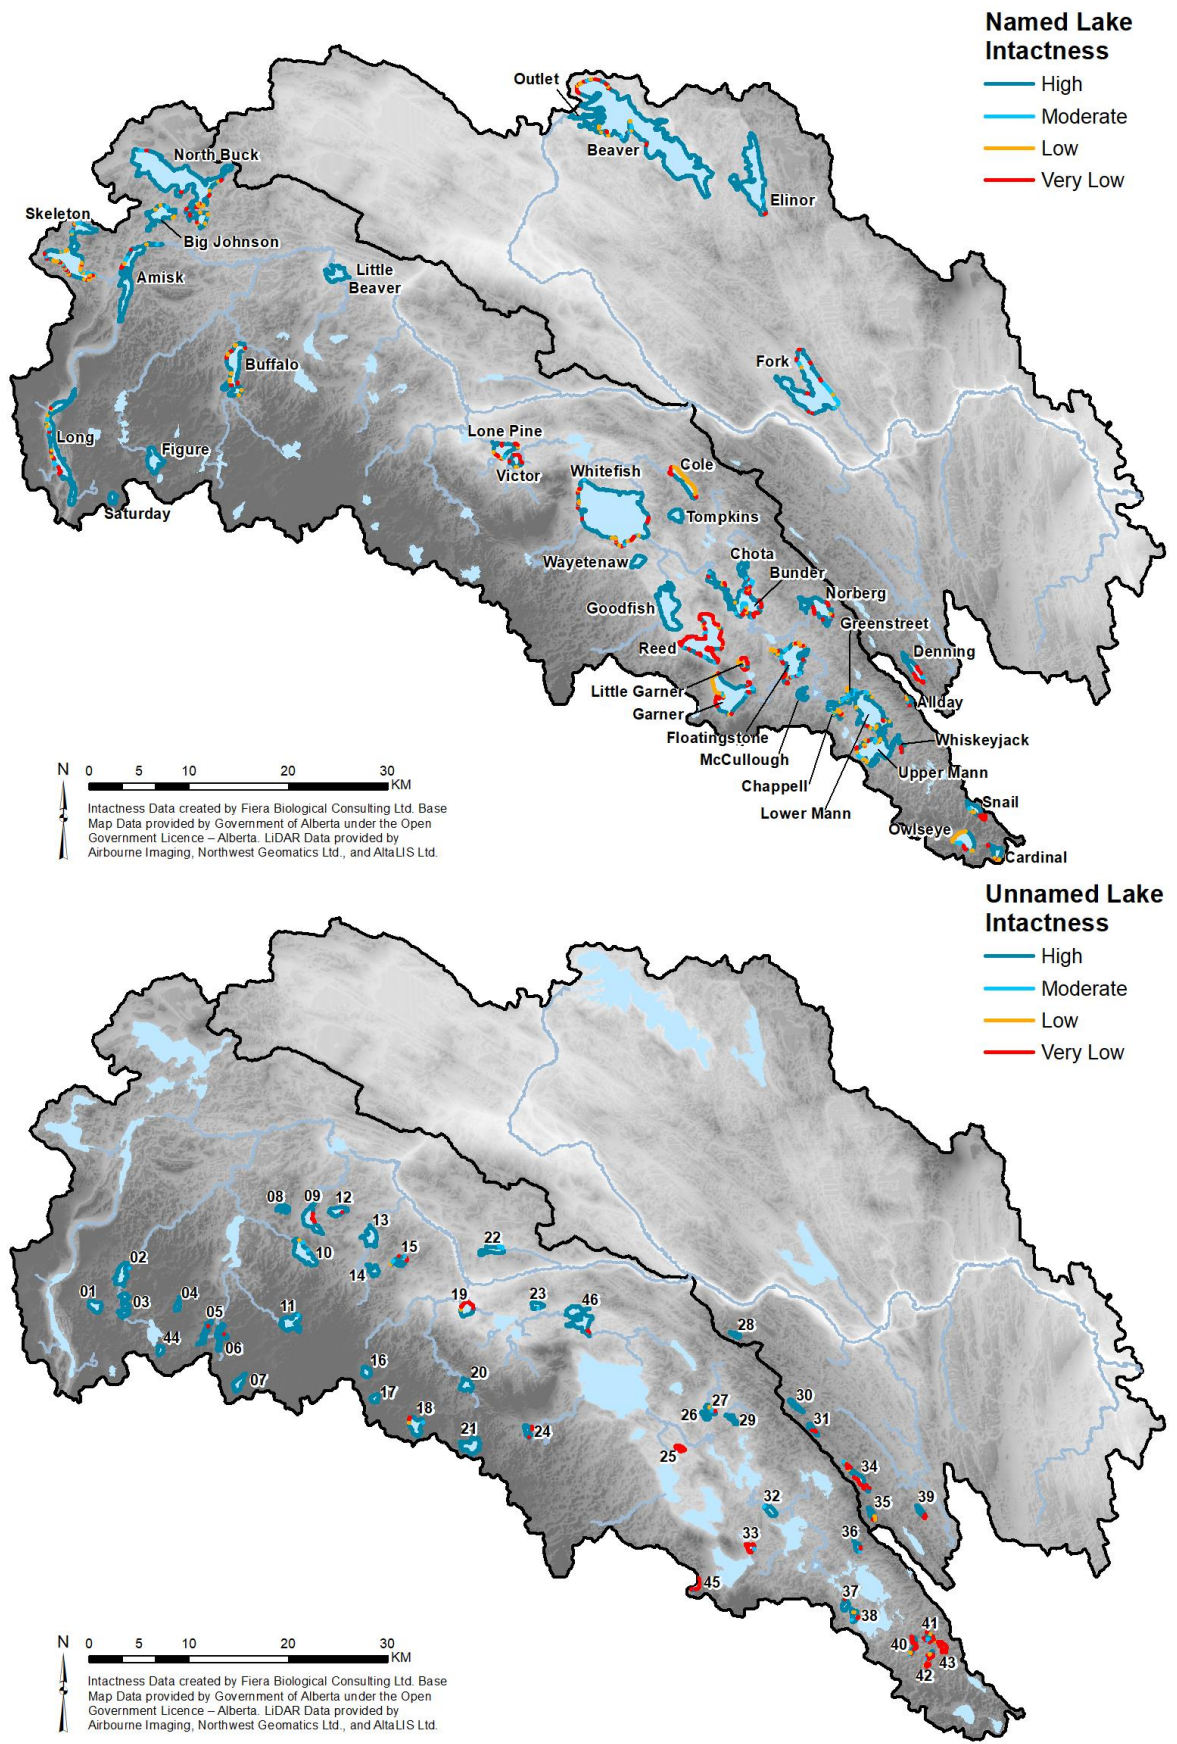 Named Lake
Intactness
High
Moderate
Low
Very Low
Outlet
Beaver
North Buck
Elinor
Skeleton
Big Johnson
Amisk
Little
Beaver
Buffalo
Fork
Long
Figure
Lone Pine
Victor
Whitefish
Cole
Saturday
Tompkins
Wayetenaw
Chota
Bunder
Goodfish
Norberg
Greenstreet
Reed
Denning
Little Garner
Garner
Allday
Floatingstone
McCullough
Whiskeyjack
Chappell
Upper Mann
Lower Mann
Snail
Owlseye
Cardinal
N
0 5 10 20 30
KM
Intactness Data created by Fiera Biological Consulting Ltd. Base
Map Data provided by Government of Alberta under the Open
Government Licence – Alberta. LiDAR Data provided by
Airbourne Imaging, Northwest Geomatics Ltd., and AltaLIS Ltd.
Unnamed Lake
Intactness
High
Moderate
Low
Very Low
08
09
12
13
10
15
14
22
02
01
03
04
05
06
11
44
07
19
23
46
28
16
17
20
18
21
24
26
27
29
25
30
31
34
35
39
32
33
36
45
37
38
40
41
42
43
N
0 5 10 20 30
KM
Intactness Data created by Fiera Biological Consulting Ltd. Base
Map Data provided by Government of Alberta under the Open
Government Licence – Alberta. LiDAR Data provided by
Airbourne Imaging, Northwest Geomatics Ltd., and AltaLIS Ltd.